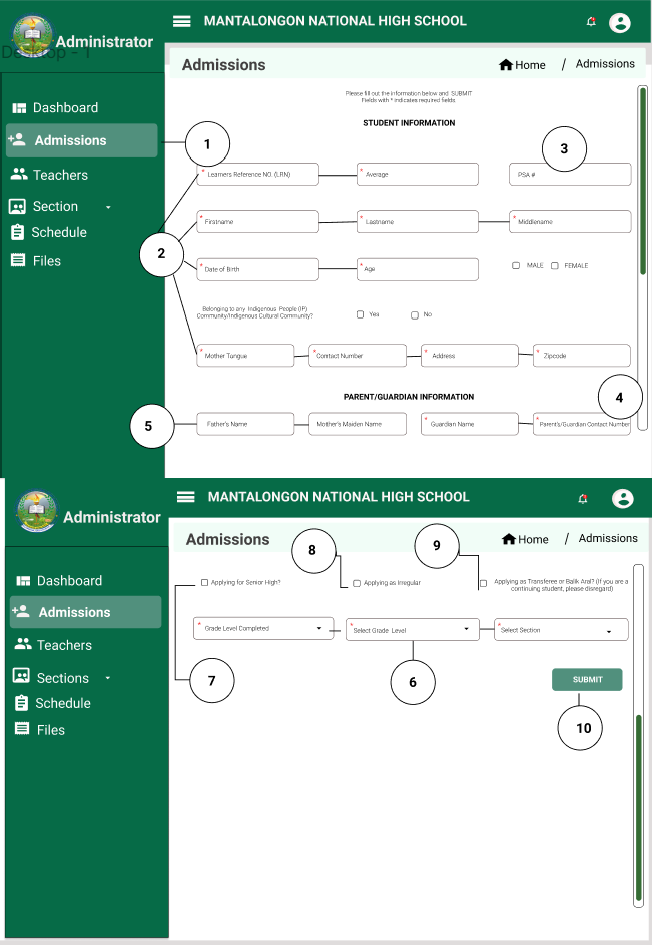 MANTALONGON NATIONAL HIGH SCHOOL
Administrator
Desktop - 1
Admissions
Home / Admissions
Please fill out the information below and SUBMIT
Fields with * indicates required fields
STUDENT INFORMATION
Dashboard
Admissions
Teachers
Section
Schedule
Files
1
3
* Learners Reference NO. (LRN)
* Average
PSA #
* Firstname
* Lastname
* Middlename
2
* Date of Birth
* Age
MALE
FEMALE
Belonging to any Indigenous People (IP)
Community/Indigenous Cultural Community?
Yes
No
* Mother Tongue
* Contact Number
* Address
* Zipcode
PARENT/GUARDIAN INFORMATION
4
5
Father's Name
Mother's Maiden Name
* Guardian Name
* Parent's/Guardian Contact Number
MANTALONGON NATIONAL HIGH SCHOOL
Administrator
Admissions
Home / Admissions
8
9
Dashboard
Admissions
Teachers
Sections
Schedule
Files
Applying for Senior High?
Applying as Irregular
Applying as Transferee or Balik Aral? (If you are a
continuing student, please disregard)
* Grade Level Completed
* Select Grade Level
* Select Section
7
6
SUBMIT
10